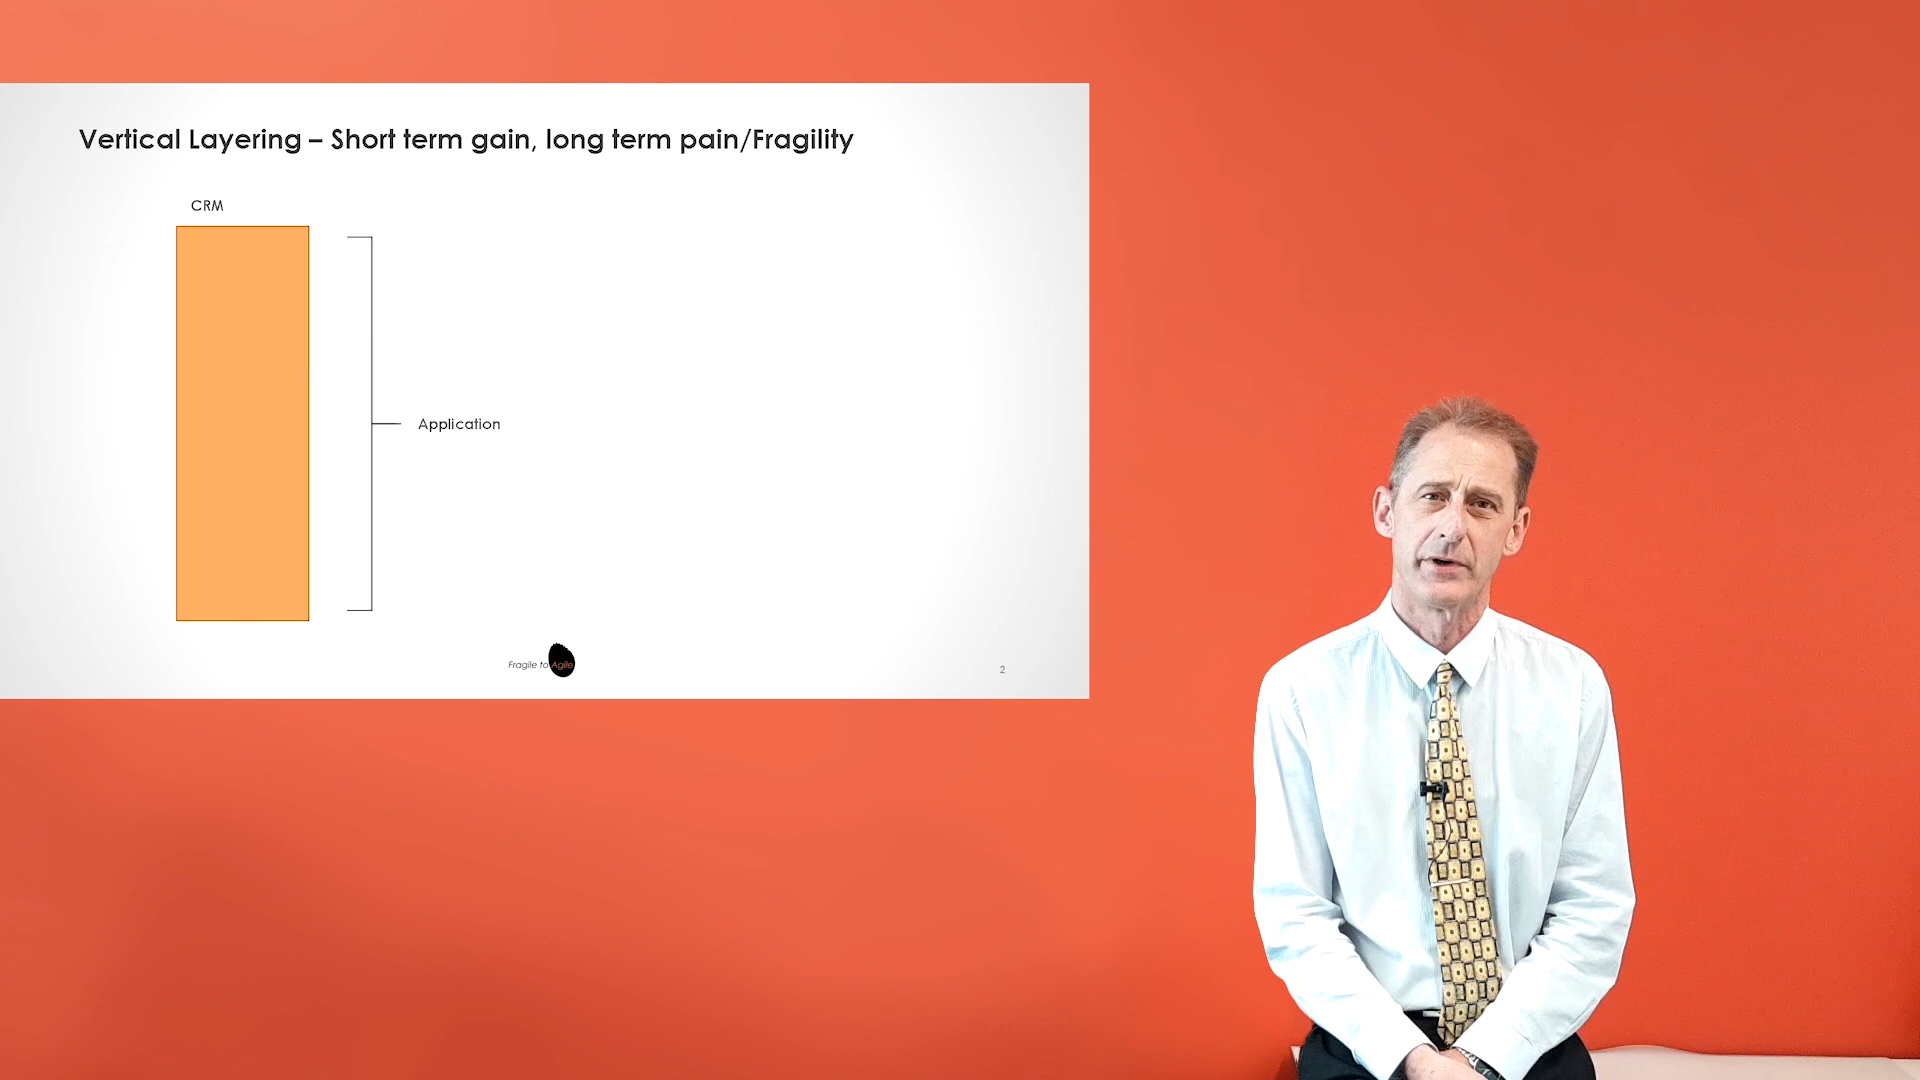 Vertical Layering – Short term gain, long term pain/Fragility
CRM
Application
Fragile to Agile
2